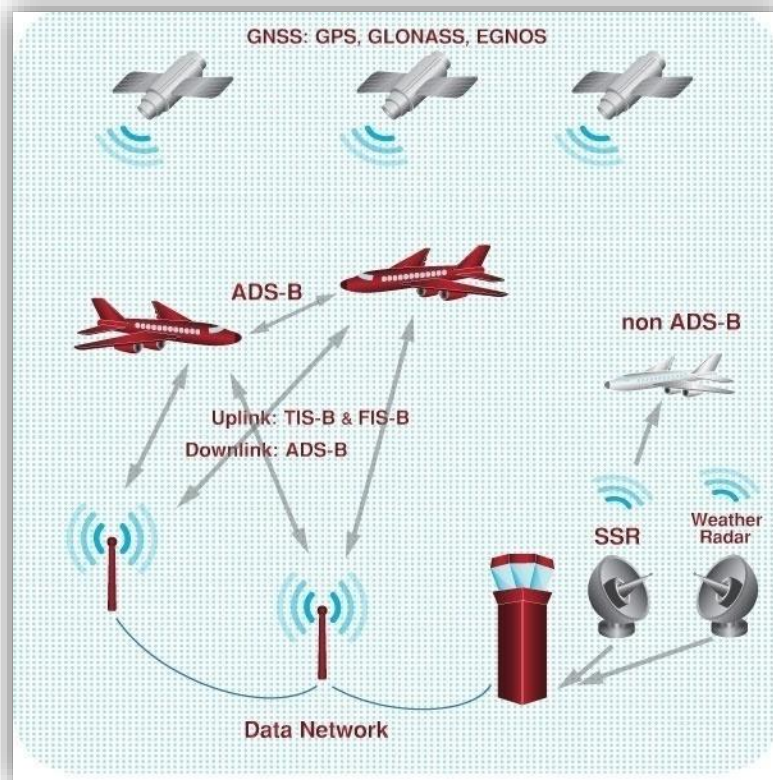 GNSS: GPS, GLONASS, EGNOS
ADS-B
non ADS-B
Uplink: TIS-B & FIS-B
Downlink: ADS-B
SSR
Weather
Radar
Data Network